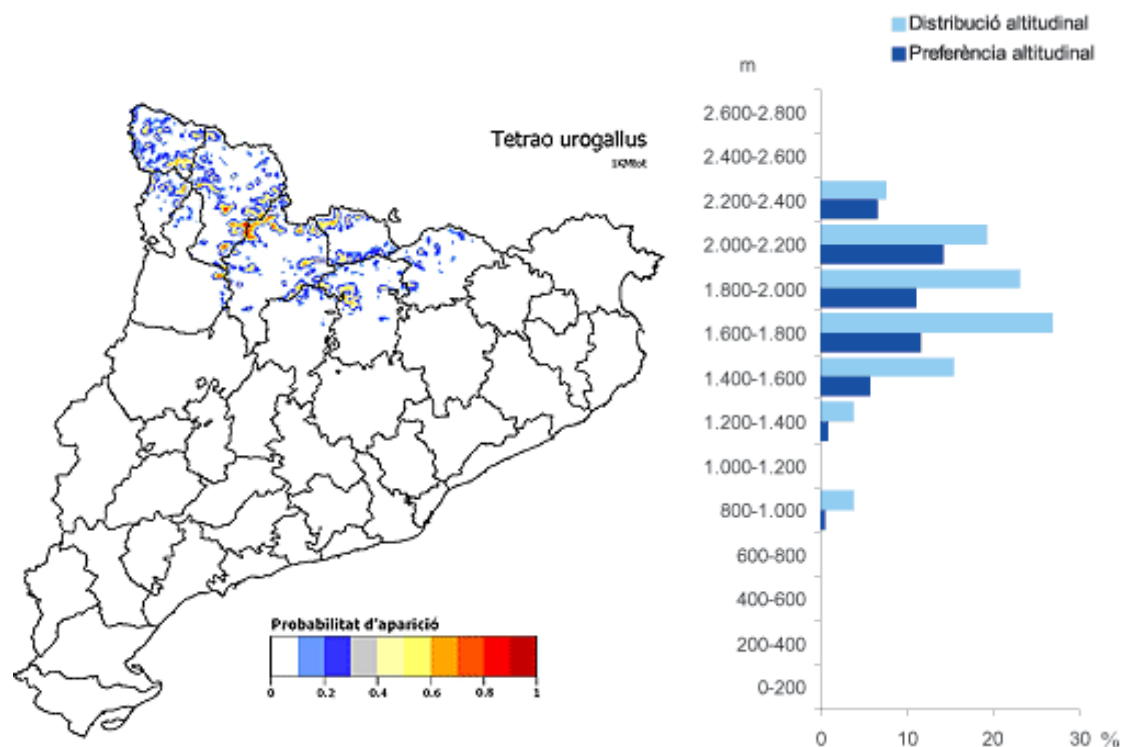 Distribució altitudinal
Preferència altitudinal
m
Tetrao urogallus
1KMtot
2.600-2.800
2.400-2.600
2.200-2.400
2.000-2.200
1.800-2.000
1.600-1.800
1.400-1.600
1.200-1.400
1.000-1.200
800-1.000
600-800
400-600
200-400
0-200
0 10 20 30 %
Probabilitat d'aparició
0 0.2 0.4 0.6 0.8 1